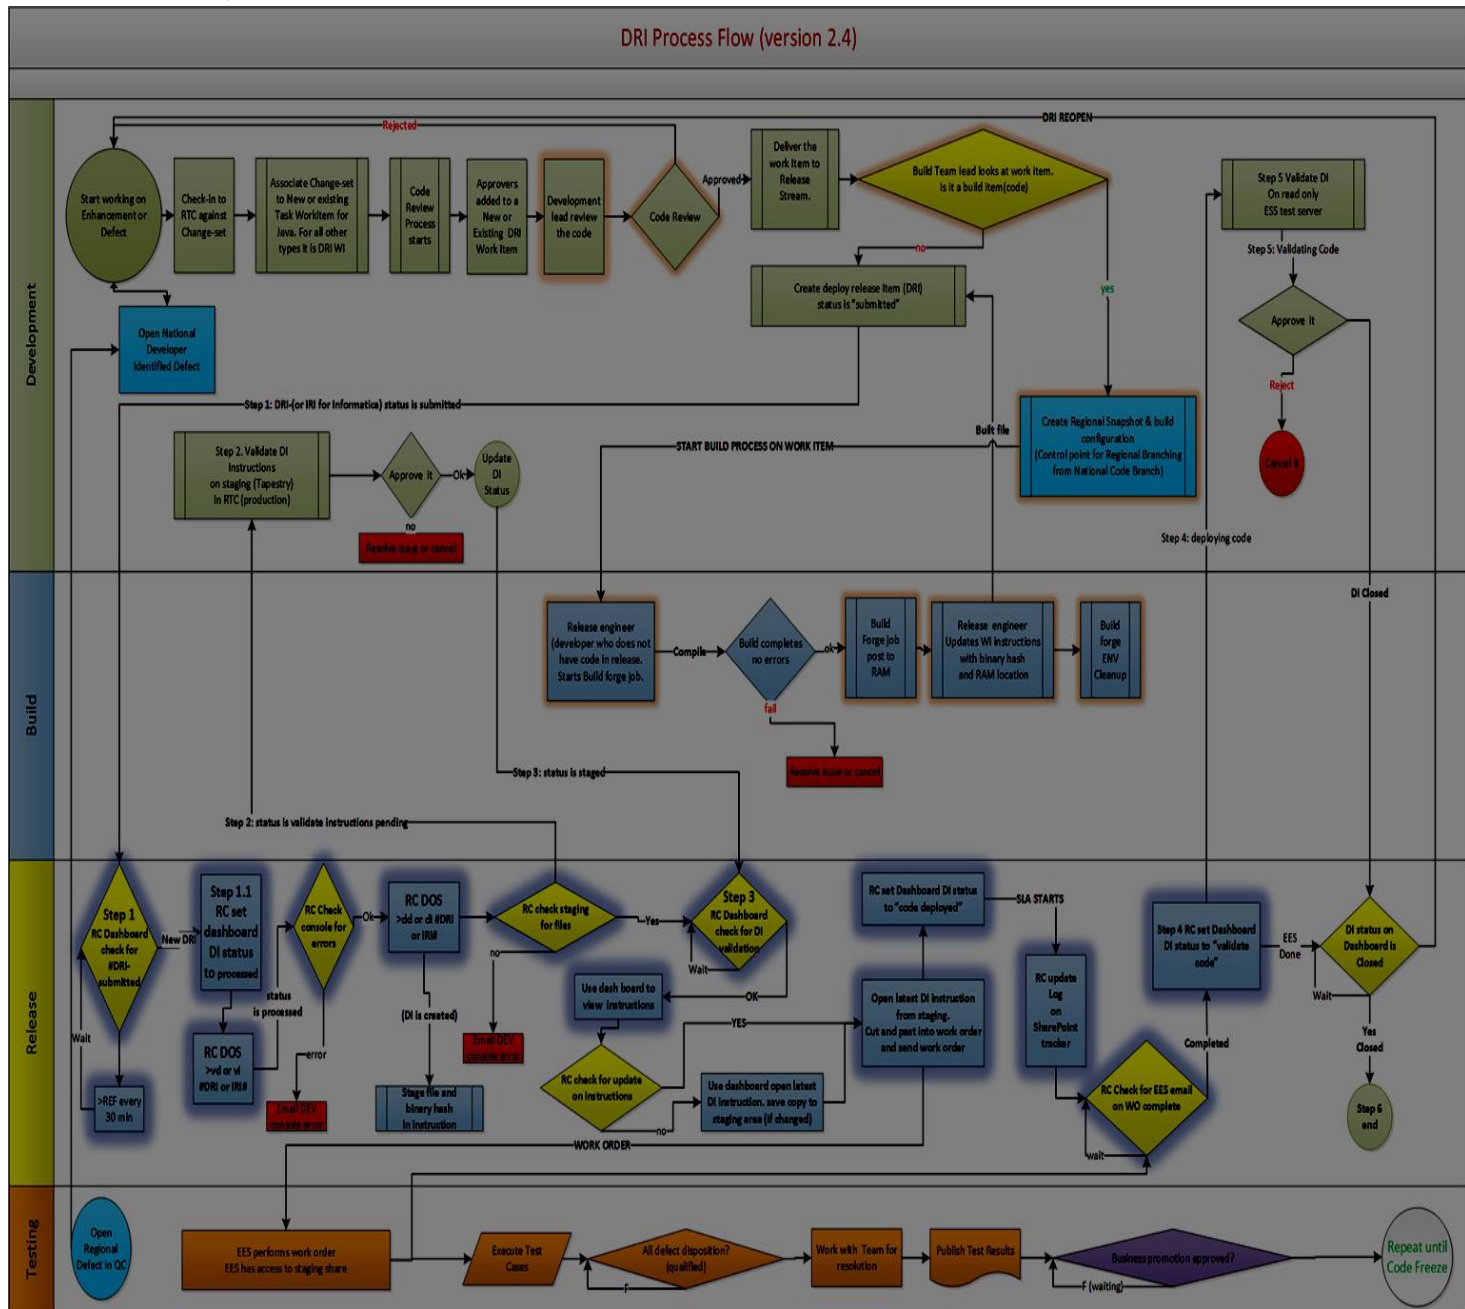 DRI Process Flow (version 2.4)
Development
Rejected
DRI REOPEN
Start working on
Enhancement or
Defect
Check-in to
RTC against
Change-set
Associate Change-set
to New or existing
Task WorkItem for
Java. For all other
types it is DRI WI
Code
Review
Process
starts
Approvers
added to a
New or
Existing DRI
Work Item
Development
lead review
the code
Code Review
Approved
Deliver the
work Item to
Release
Stream.
Build Team lead looks at work item.
Is it a build item(code)
no
yes
Step 5 Validate DI
On read only
ESS test server
Step 5: Validating Code
Approve it
Reject
Cancel it
Open National
Developer
Identified Defect
Create deploy release Item (DRI)
status is "submitted"
Step 1: DRI-(or IRI for Informatica) status is submitted
Built file
START BUILD PROCESS ON WORK ITEM
Create Regional Snapshot & build
configuration
(Control point for Regional Branching
from National Code Branch)
Step 2. Validate DI
Instructions
on staging (Tapestry)
in RTC (production)
Approve it
Ok
Update
DI
Status
no
Resolve issue or cancel
Step 4: deploying code
DI Closed
Build
Release engineer
(developer who does not
have code in release.
Starts Build forge job.
Compile
Build completes
no errors
ok
fail
Resolve issue or cancel
Build
Forge job
post to
RAM
Release engineer
Updates WI instructions
with binary hash
and RAM location
Build
forge
ENV
Cleanup
Step 3: status is staged
Step 2: status is validate instructions pending
Release
Step 1
RC Dashboard
check for
#DRI-
submitted
New DRI
Wait
>REF every
30 min
Step 1.1
RC set
dashboard
DI status
to processed
RC DOS
>vd or vi
#DRI or IRI#
status
is processed
RC Check
console for
errors
Ok
error
Email DEV
console error
RC DOS
>dd or di #DRI
or IRI#
(DI is created)
Stage file and
binary hash
in instruction
RC check staging
for files
Yes
no
Email DEV
console error
Step 3
RC Dashboard
check for DI
validation
Wait
OK
Use dash board to
view instructions
RC check for update
on instructions
YES
no
Use dashboard open latest
DI instruction. save copy to
staging area (if changed)
RC set Dashboard DI status
to "code deployed"
Open latest DI instruction
from staging.
Cut and past into work order
and send work order
SLA STARTS
RC update
Log
on
SharePoint
tracker
RC Check for EES email
on WO complete
wait
Completed
Step 4 RC set Dashboard
DI status to "validate
code"
EES
Done
DI status on
Dashboard is
Closed
Wait
Yes
Closed
Step 6
end
WORK ORDER
Testing
Open
Regional
Defect in QC
EES performs work order
EES has access to staging share
Execute Test
Cases
All defect disposition?
(qualified)
F
Work with Team for
resolution
Publish Test Results
Business promotion approved?
F (waiting)
Repeat until
Code Freeze